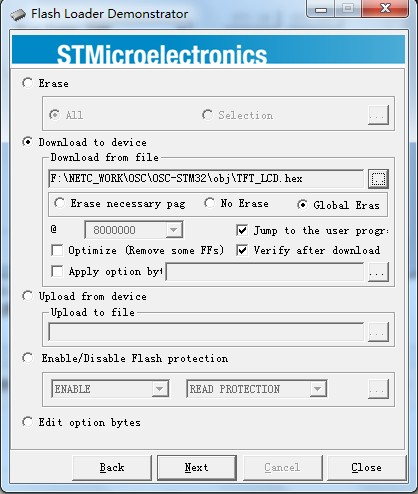 Flash Loader Demonstrator
STMicroelectronics
Erase
All Selection ...
Download to device
Download from file
F:\NETC_WORK\OSC\OSC-STM32\obj\TFT_LCD.hex ...
Erase necessary pag No Erase Global Eras
@ 8000000 Jump to the user progr
Optimize (Remove some FFs) Verify after download
Apply option byt ...
Upload from device
Upload to file
...
Enable/Disable Flash protection
ENABLE READ PROTECTION ...
Edit option bytes
Back Next Cancel Close